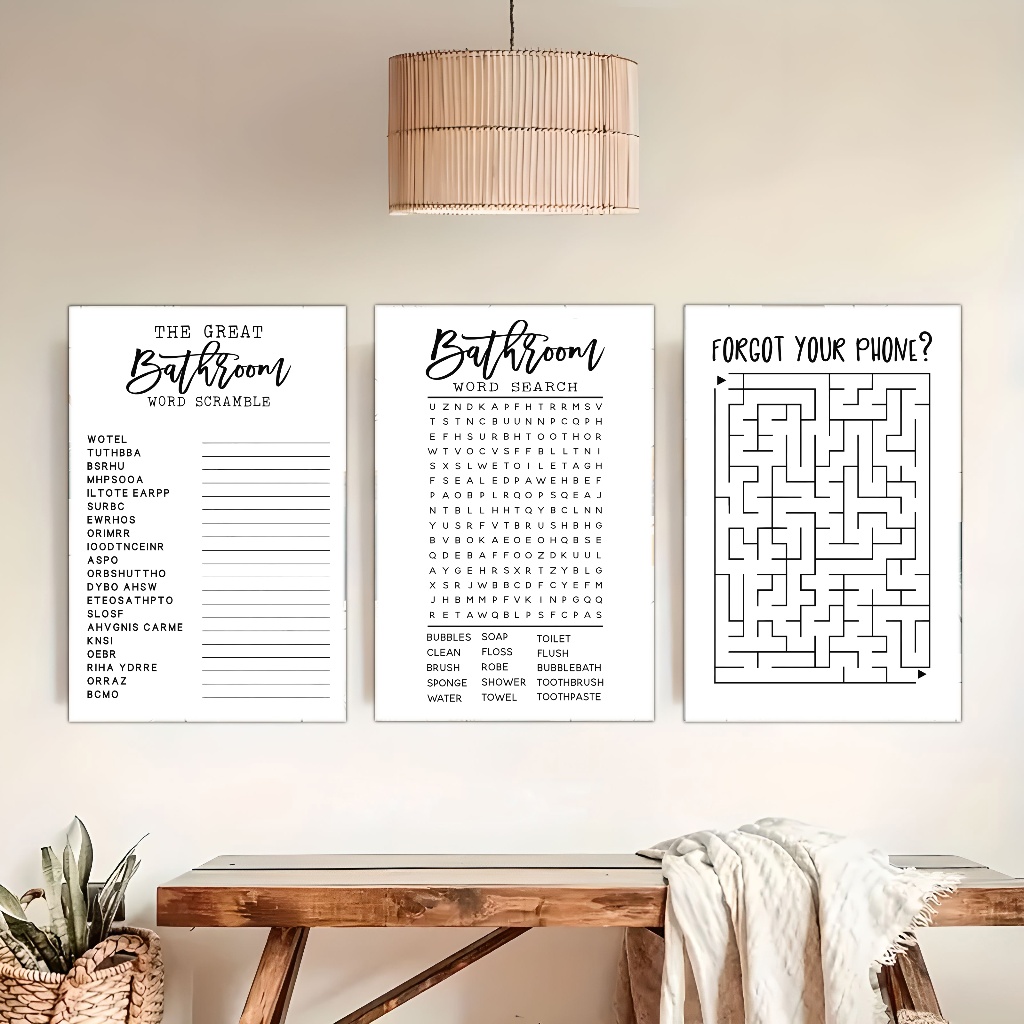 THE GREAT
Bathroom
WORD SCRAMBLE
WOTEL
TUTHBBA
BSRHU
MHPSOOA
ILTOTE EARPP
SURBC
EWRHOS
ORIMRR
IOODTNCEINR
ASPO
ORBSHUTTHO
DYBO AHSW
ETEOSATHPTO
SLOSF
AHVGNIS CARME
KNSI
OEBR
RIHA YDRRE
ORRAZ
BCMO
Bathroom
WORD SEARCH
U Z N D K A P F H T R R M S V
T S T N C B U U N N P C Q P H
E F H S U R B H T O O T H O R
W T V O C V S F F B L L T N I
S X S L W E T O I L E T A G H
F S E A L E D P A W E H B E F
P A O B P L R Q O P S Q E A J
N T B L L H H T Q Y B C L N N
Y U S R F V T B R U S H B H G
B V B O K A E O E O H Q B S E
Q D E B A F F O O Z D K U U L
A Y G E H R S X R T Z Y B L G
X S R J W B B C D F C Y E F M
J H B M M P F V K I N P G Q Q
R E T A W Q B L P S F C P A S
BUBBLES SOAP TOILET
CLEAN FLOSS FLUSH
BRUSH ROBE BUBBLEBATH
SPONGE SHOWER TOOTHBRUSH
WATER TOWEL TOOTHPASTE
FORGOT YOUR PHONE?